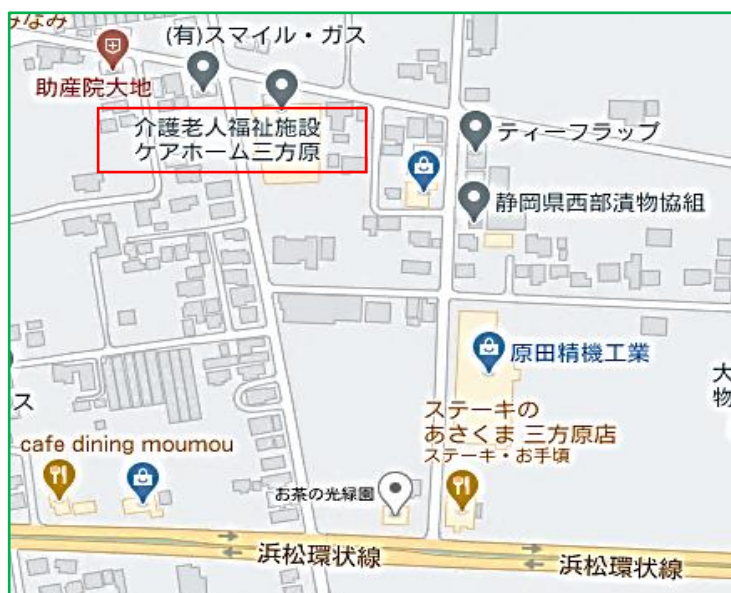 みなみ
(有)スマイル・ガス
助産院大地
介護老人福祉施設
ケアホーム三方原
ティーフラップ
静岡県西部漬物協組
原田精機工業
大
物
ス
ステーキの
あさくま 三方原店
ステーキ・お手頃
cafe dining moumou
お茶の光緑園
浜松環状線
浜松環状線